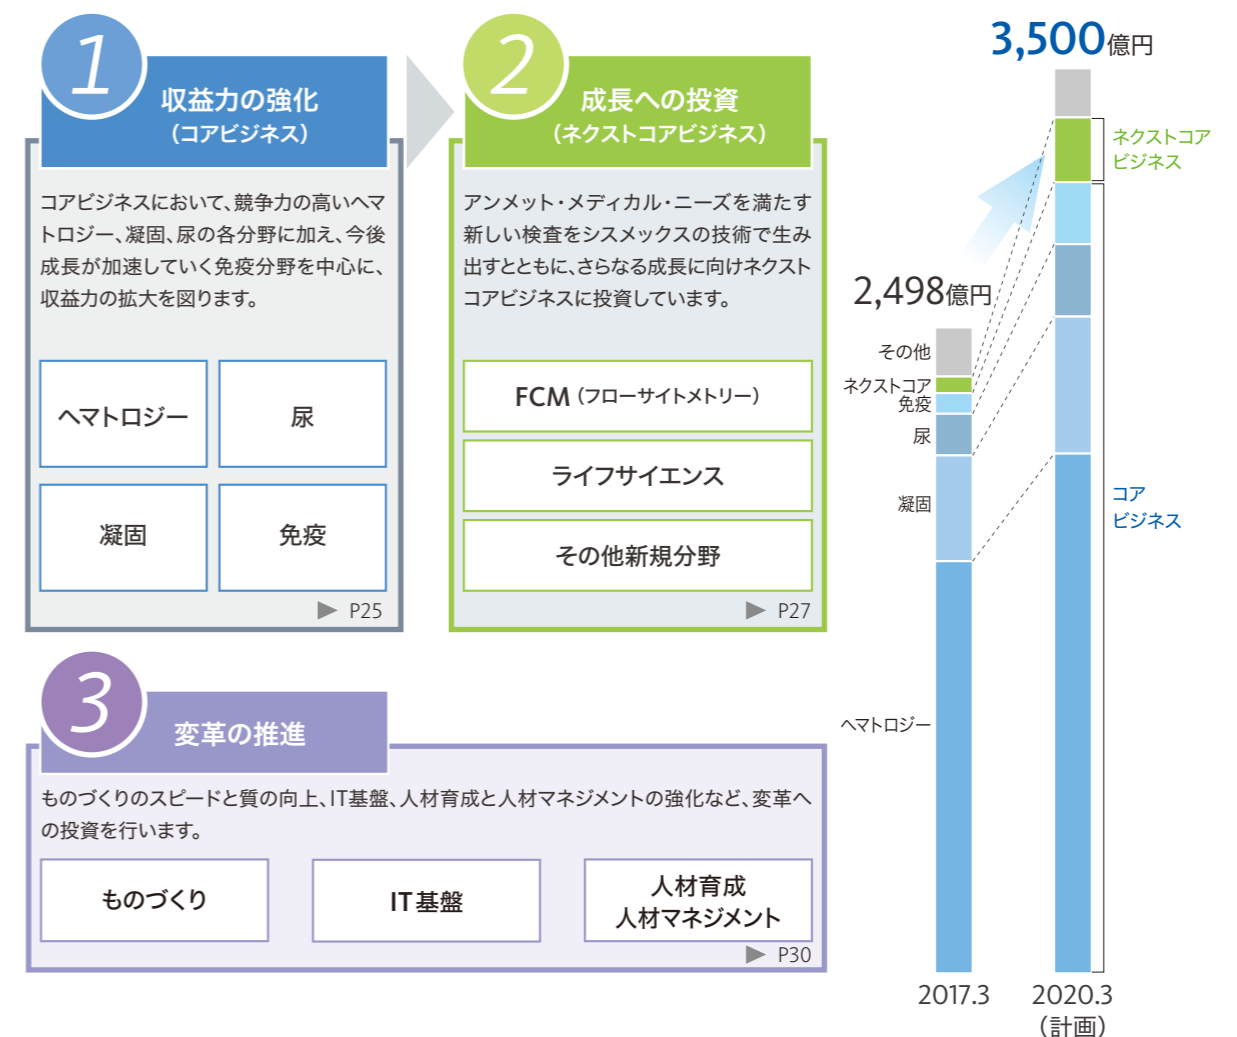 1
収益力の強化
（コアビジネス）
コアビジネスにおいて、競争力の高いヘマ
トロジー、凝固、尿の各分野に加え、今後
成長が加速していく免疫分野を中心に、
収益力の拡大を図ります。
ヘマトロジー
尿
凝固
免疫
▶ P25
2
成長への投資
（ネクストコアビジネス）
アンメット・メディカル・ニーズを満たす
新しい検査をシスメックスの技術で生み
出すとともに、さらなる成長に向けネクスト
コアビジネスに投資しています。
FCM（フローサイトメトリー）
ライフサイエンス
その他新規分野
▶ P27
3
変革の推進
ものづくりのスピードと質の向上、IT基盤、人材育成と人材マネジメントの強化など、変革へ
の投資を行います。
ものづくり
IT基盤
人材育成
人材マネジメント
▶ P30
3,500億円
ネクストコア
ビジネス
2,498億円
その他
ネクストコア
免疫
尿
凝固
コア
ビジネス
ヘマトロジー
2017.3
2020.3
（計画）